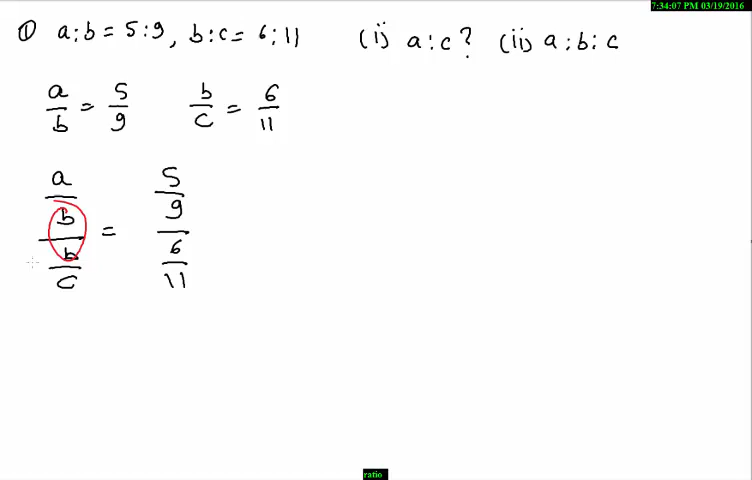 7:34:07 PM 03/19/2016
① a:b = 5:9, b:c = 6:11 (i) a:c? (ii) a:b:c
a/b = 5/9 b/c = 6/11
a/b / b/c = 5/9 / 6/11
ratio